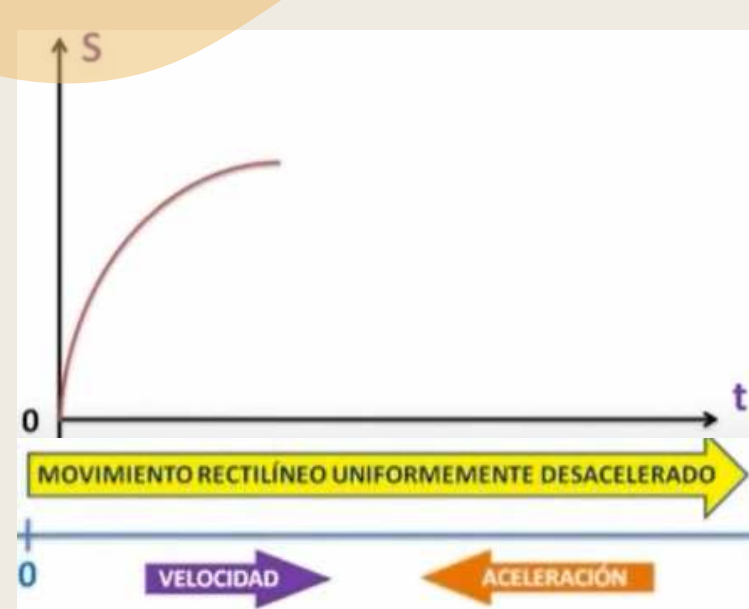 S
t
0
MOVIMIENTO RECTILÍNEO UNIFORMEMENTE DESACELERADO
0
VELOCIDAD
ACELERACIÓN